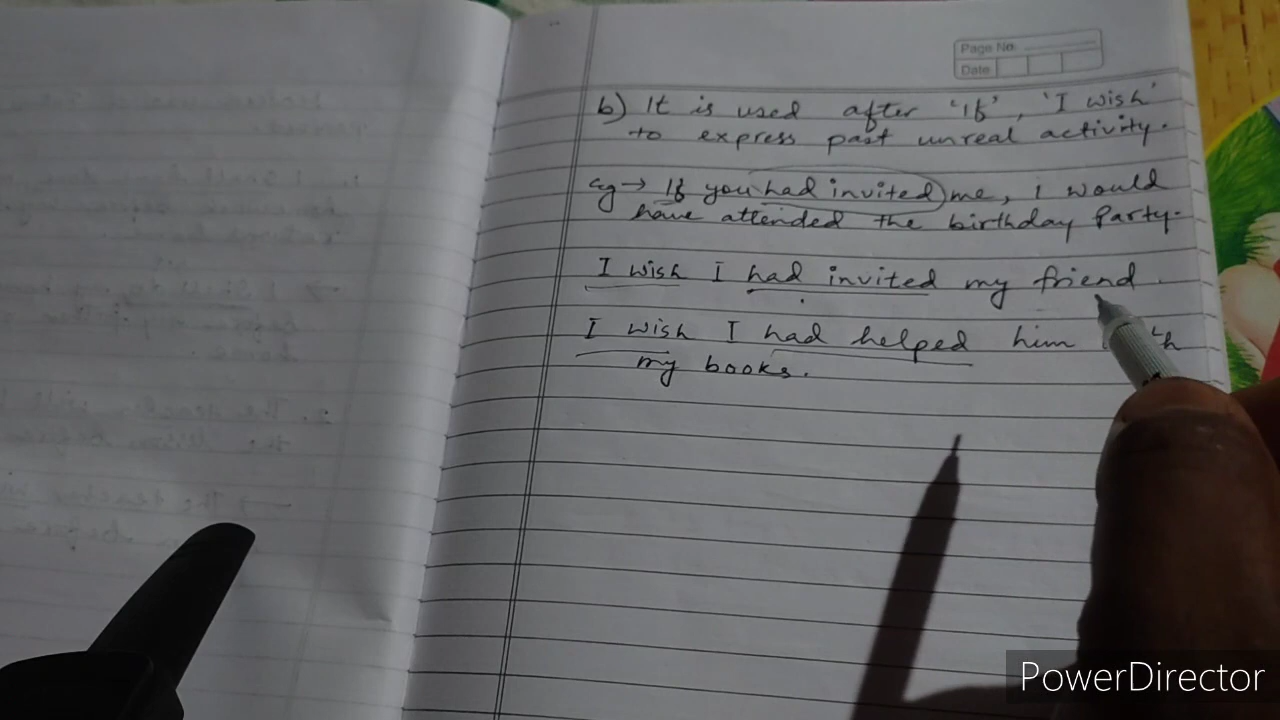 Page No.
Date
b) It is used after 'If', 'I wish'
to express past unreal activity.
eg → If you had invited me, I would
have attended the birthday Party.
I wish I had invited my friend.
I wish I had helped him
my books.
PowerDirector